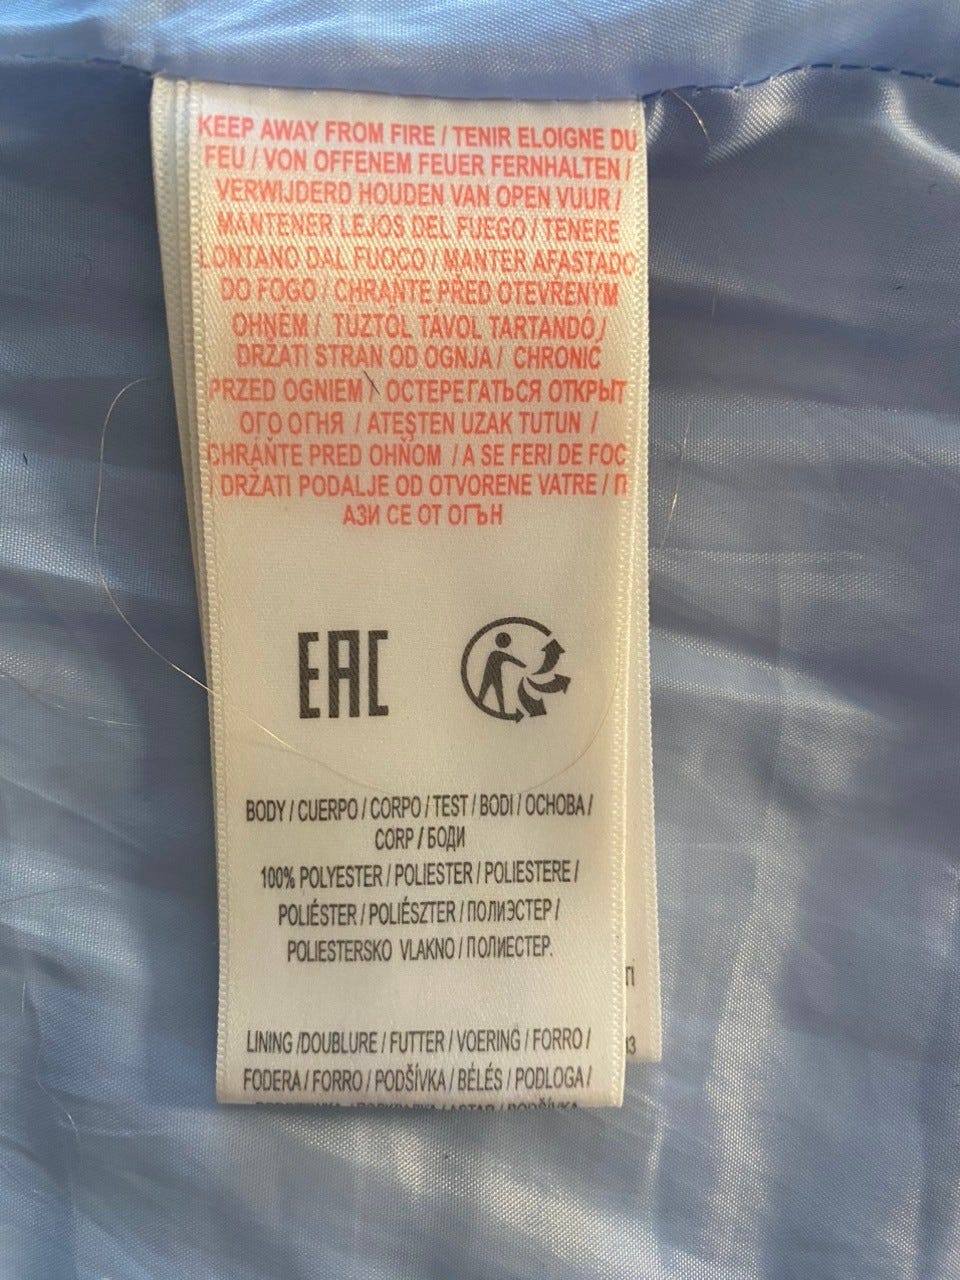 KEEP AWAY FROM FIRE / TENIR ELOIGNE DU
FEU / VON OFFENEM FEUER FERNHALTEN /
VERWIJDERD HOUDEN VAN OPEN VUUR /
MANTENER LEJOS DEL FUEGO / TENERE
LONTANO DAL FUOCO / MANTER AFASTADO
DO FOGO / CHRAŇTE PŘED OTEVŘENÝM
OHNĚM / TŰZTŐL TÁVOL TARTANDÓ /
DRŽATI STRAN OD OGNJA / CHRONIĆ
PRZED OGNIEM / ОСТЕРЕГАТЬСЯ ОТКРЫТ
ОГО ОГНЯ / ATEŞTEN UZAK TUTUN /
CHRÁŇTE PRED OHŇOM / A SE FERI DE FOC
DRŽATI PODALJE OD OTVORENE VATRE / П
АЗИ СЕ ОТ ОГЪН
EAC
BODY / CUERPO / CORPO / TEST / BODI / ОСНОВА /
CORP / БОДИ
100% POLYESTER / POLIESTER / POLIESTERE /
POLIÉSTER / POLIÉSZTER / ПОЛИЭСТЕР /
POLIESTERSKO VLAKNO / ПОЛИЕСТЕР.
LINING /DOUBLURE / FUTTER / VOERING / FORRO /
FODERA / FORRO / PODŠÍVKA / BÉLÉS / PODLOGA /